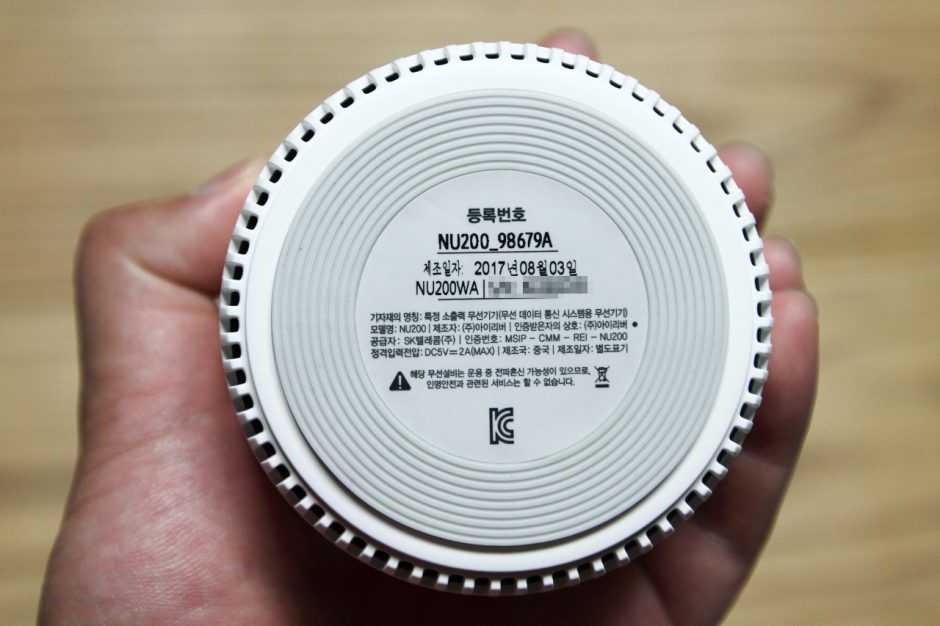 등록번호
NU200_98679A
제조일자: 2017년08월03일
NU200WA
기자재의 명칭: 특정 소출력 무선기기(무선 데이터 통신 시스템용 무선기기)
모델명: NU200 | 제조자: (주)아이리버 | 인증받은자의 상호: (주)아이리버
공급자: SK텔레콤(주) | 인증번호: MSIP - CMM - REI - NU200
정격입력전압: DC5V⎓2A(MAX) | 제조국: 중국 | 제조일자: 별도표기
해당 무선설비는 운용 중 전파혼신 가능성이 있으므로,
인명안전과 관련된 서비스는 할 수 없습니다.